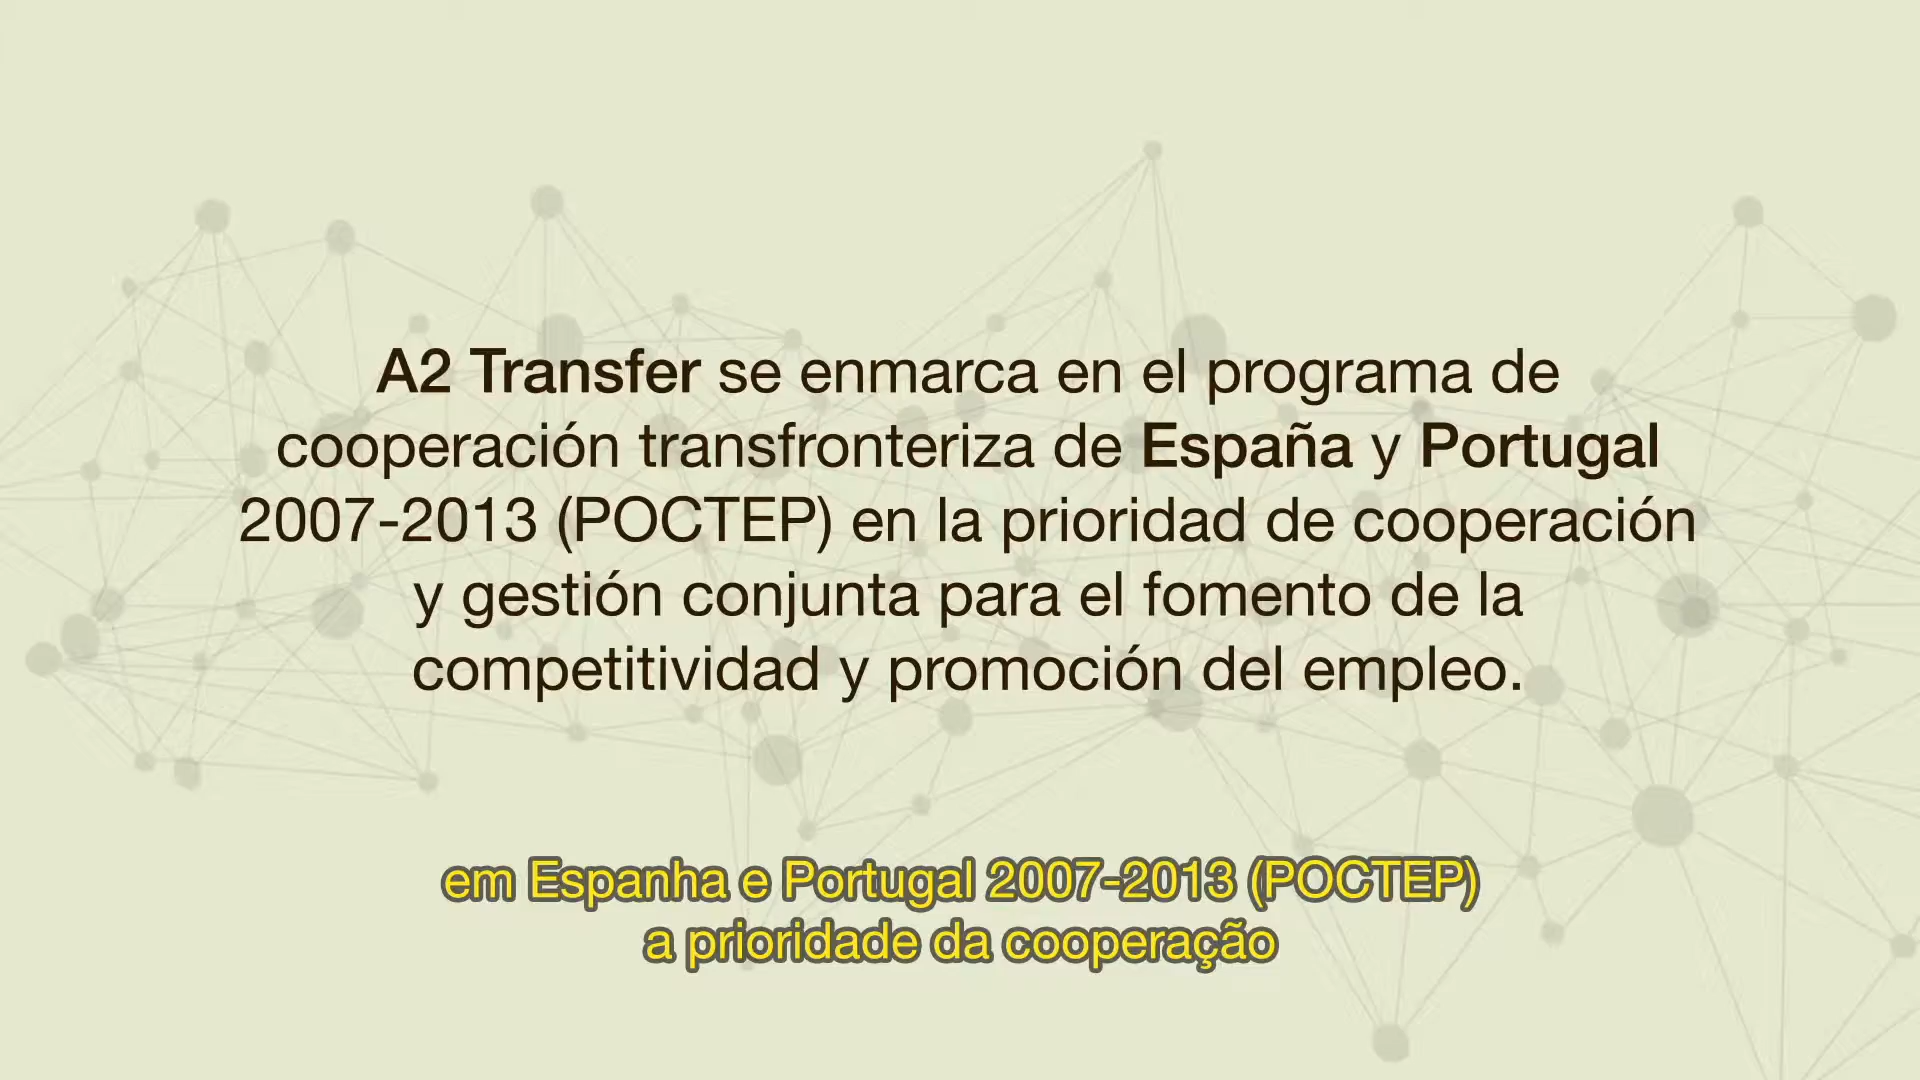 A2 Transfer se enmarca en el programa de
cooperación transfronteriza de España y Portugal
2007-2013 (POCTEP) en la prioridad de cooperación
y gestión conjunta para el fomento de la
competitividad y promoción del empleo.
em Espanha e Portugal 2007-2013 (POCTEP)
a prioridade da cooperação